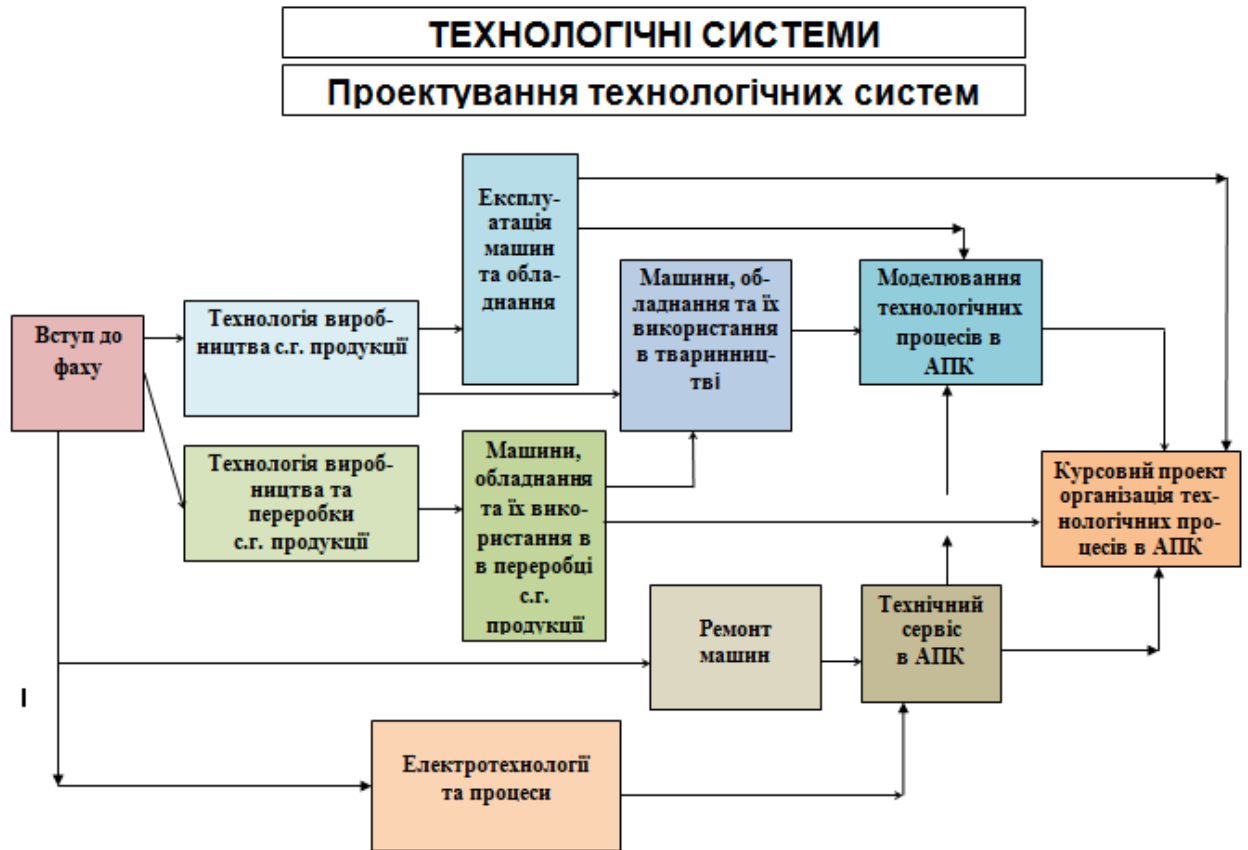 ТЕХНОЛОГІЧНІ СИСТЕМИ
Проектування технологічних систем
Експлу-
атація
машин
та обла-
днання
Машини, об-
ладнання та їх
використання
в тваринниц-
тві
Моделювання
технологічних
процесів в
АПК
Вступ до
фаху
Технологія вироб-
ництва с.г. продукції
Технологія вироб-
ництва та
переробки
с.г. продукції
Машини,
обладнання
та їх вико-
ристання в
в переробці
с.г.
продукції
Курсовий проект
організація тех-
нологічних про-
цесів в АПК
Ремонт
машин
Технічний
сервіс
в АПК
І
Електротехнології
та процеси